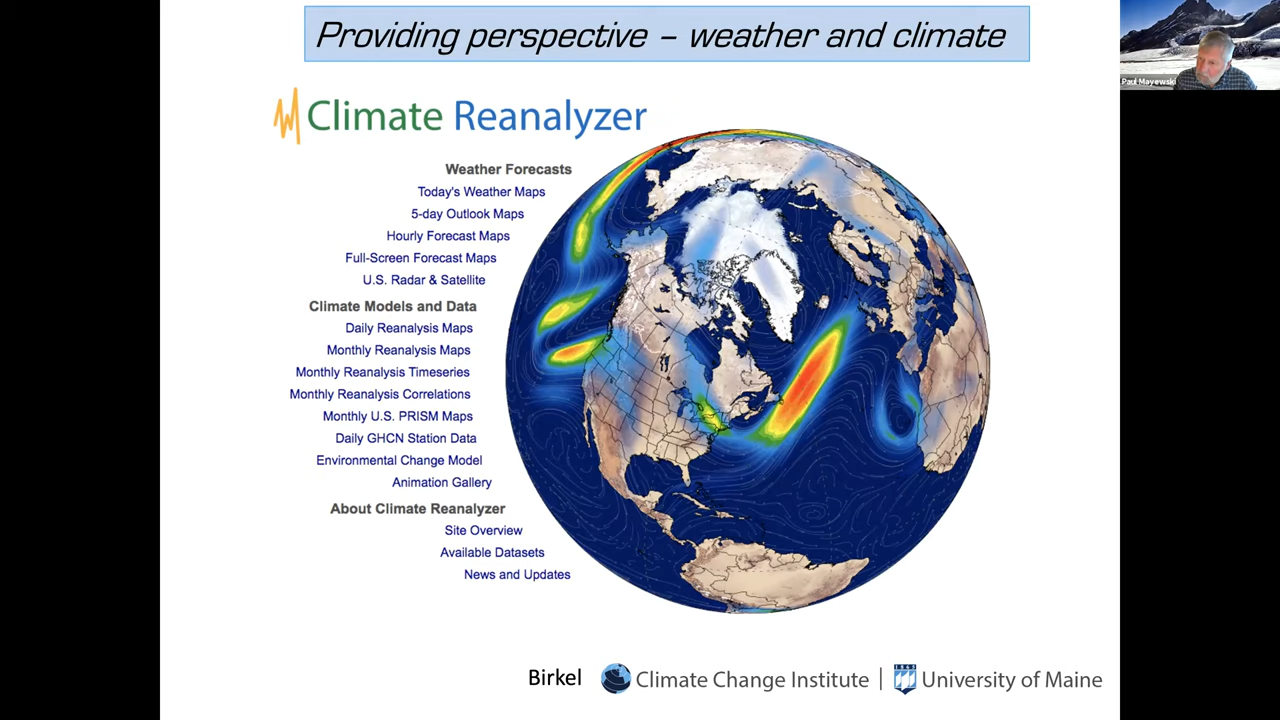 Providing perspective – weather and climate
Paul Mayewski
Climate Reanalyzer
Weather Forecasts
Today's Weather Maps
5-day Outlook Maps
Hourly Forecast Maps
Full-Screen Forecast Maps
U.S. Radar & Satellite
Climate Models and Data
Daily Reanalysis Maps
Monthly Reanalysis Maps
Monthly Reanalysis Timeseries
Monthly Reanalysis Correlations
Monthly U.S. PRISM Maps
Daily GHCN Station Data
Environmental Change Model
Animation Gallery
About Climate Reanalyzer
Site Overview
Available Datasets
News and Updates
Birkel Climate Change Institute | 1865 University of Maine